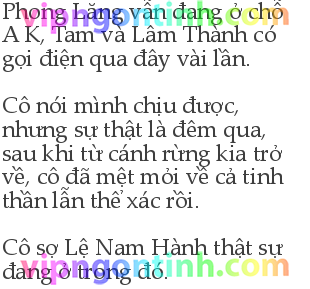 Phong Lăng vẫn đang ở chỗ
A K, Tam và Lâm Thành có
gọi điện qua đây vài lần.
Cô nói mình chịu được,
nhưng sự thật là đêm qua,
sau khi từ cánh rừng kia trở
về, cô đã mệt mỏi về cả tinh
thần lẫn thể xác rồi.
Cô sợ Lệ Nam Hành thật sự
đang ở trong đó.
vipngontinh.com
vipngontinh.com
vipngontinh.com